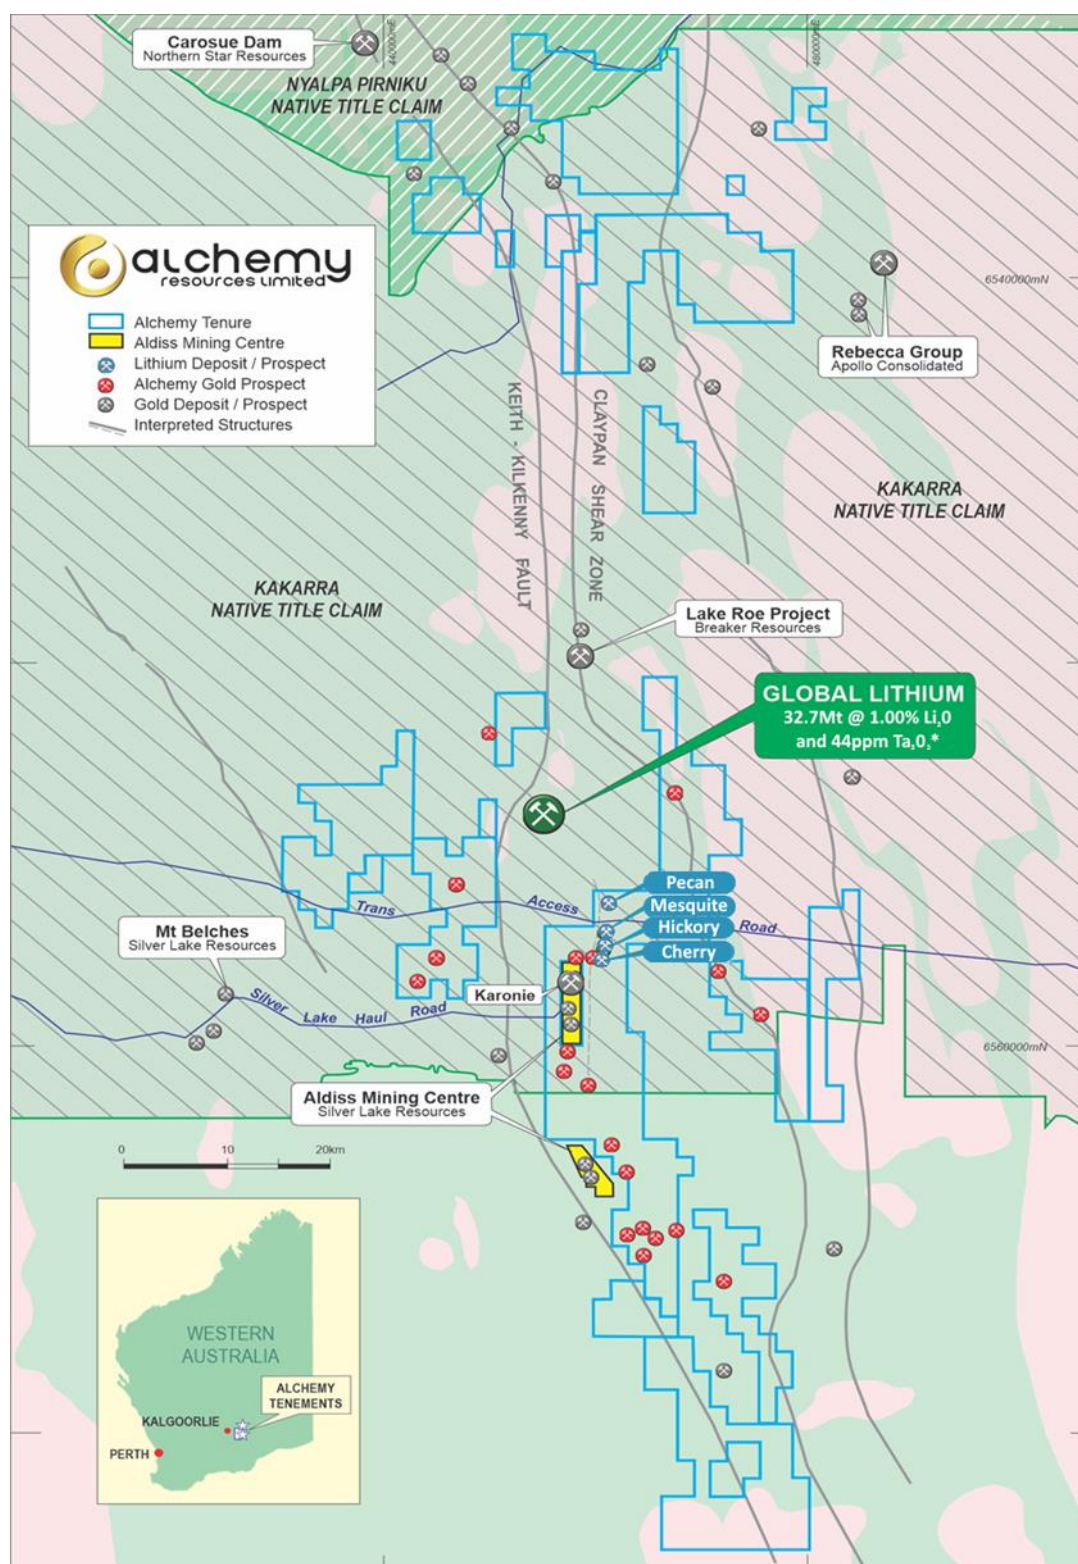 Carosue Dam
Northern Star Resources
440000mE
480000mE
NYALPA PIRNIKU
NATIVE TITLE CLAIM
alchemy
resources limited
Alchemy Tenure
Aldiss Mining Centre
Lithium Deposit / Prospect
Alchemy Gold Prospect
Gold Deposit / Prospect
Interpreted Structures
6540000mN
Rebecca Group
Apollo Consolidated
KEITH - KILKENNY FAULT
CLAYPAN SHEAR ZONE
KAKARRA
NATIVE TITLE CLAIM
KAKARRA
NATIVE TITLE CLAIM
Lake Roe Project
Breaker Resources
GLOBAL LITHIUM
32.7Mt @ 1.00% Li₂0
and 44ppm Ta₂0₅*
Pecan
Mesquite
Hickory
Cherry
Trans Access Road
Mt Belches
Silver Lake Resources
Karonie
Silver Lake Haul Road
6560000mN
Aldiss Mining Centre
Silver Lake Resources
0 10 20km
WESTERN
AUSTRALIA
ALCHEMY
TENEMENTS
KALGOORLIE
PERTH